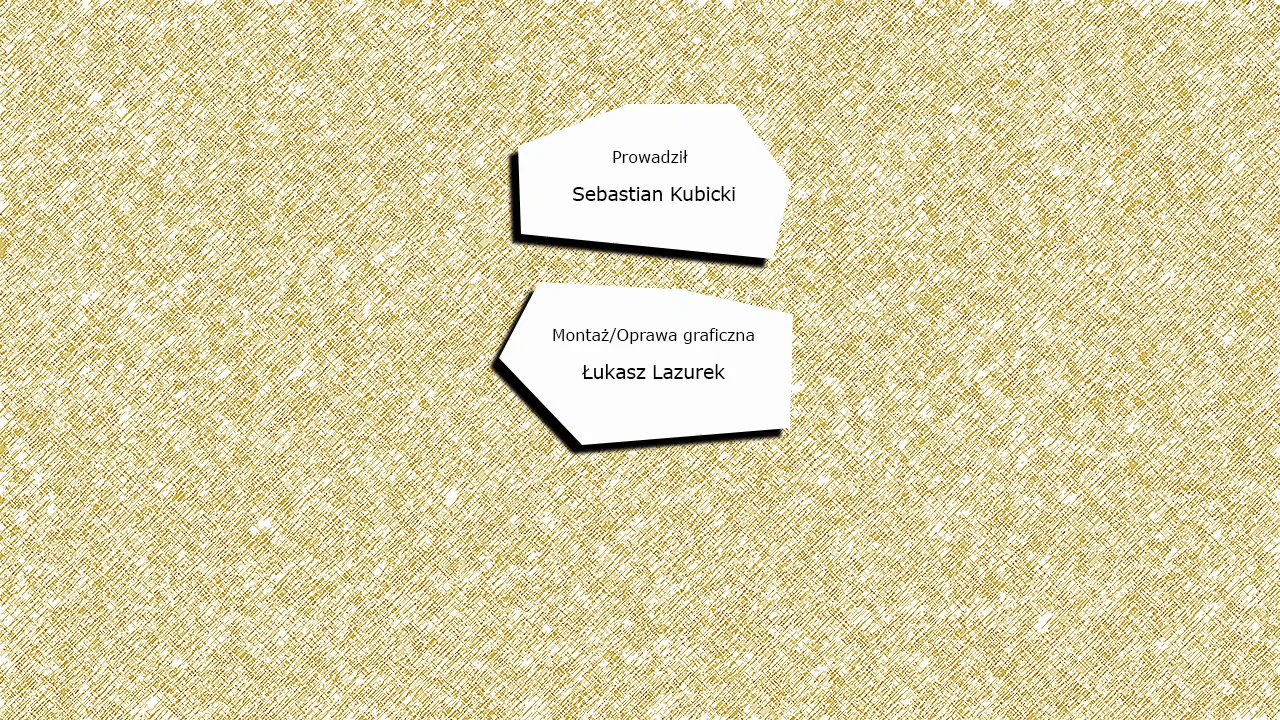 Prowadził
Sebastian Kubicki
Montaż/Oprawa graficzna
Łukasz Lazurek